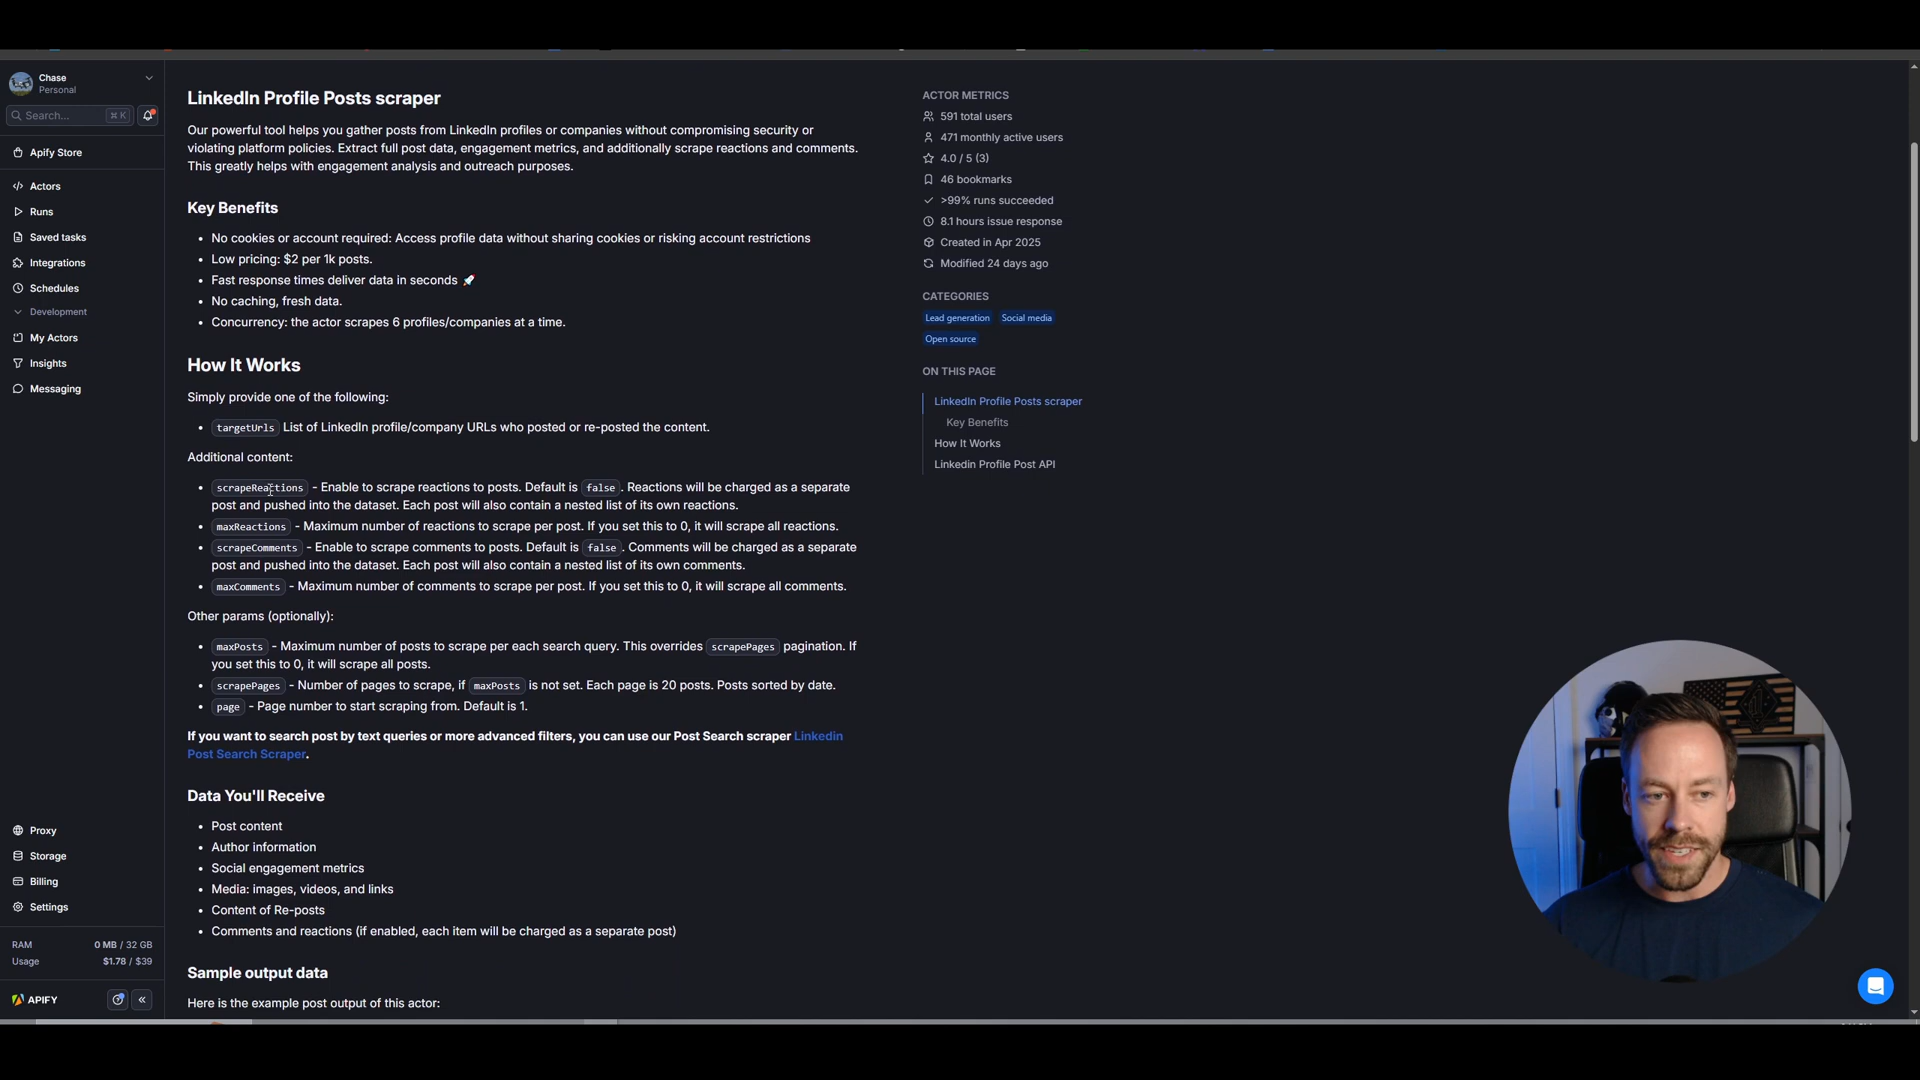 Chase
Personal
Search...
⌘ K
Apify Store
Actors
Runs
Saved tasks
Integrations
Schedules
Development
My Actors
Insights
Messaging
Proxy
Storage
Billing
Settings
RAM 0 MB / 32 GB
Usage $1.78 / $39
APIFY
LinkedIn Profile Posts scraper
Our powerful tool helps you gather posts from LinkedIn profiles or companies without compromising security or
violating platform policies. Extract full post data, engagement metrics, and additionally scrape reactions and comments.
This greatly helps with engagement analysis and outreach purposes.
Key Benefits
• No cookies or account required: Access profile data without sharing cookies or risking account restrictions
• Low pricing: $2 per 1k posts.
• Fast response times deliver data in seconds 🚀
• No caching, fresh data.
• Concurrency: the actor scrapes 6 profiles/companies at a time.
How It Works
Simply provide one of the following:
• targetUrls List of LinkedIn profile/company URLs who posted or re-posted the content.
Additional content:
• scrapeReactions - Enable to scrape reactions to posts. Default is false. Reactions will be charged as a separate
post and pushed into the dataset. Each post will also contain a nested list of its own reactions.
• maxReactions - Maximum number of reactions to scrape per post. If you set this to 0, it will scrape all reactions.
• scrapeComments - Enable to scrape comments to posts. Default is false. Comments will be charged as a separate
post and pushed into the dataset. Each post will also contain a nested list of its own comments.
• maxComments - Maximum number of comments to scrape per post. If you set this to 0, it will scrape all comments.
Other params (optionally):
• maxPosts - Maximum number of posts to scrape per each search query. This overrides scrapePages pagination. If
you set this to 0, it will scrape all posts.
• scrapePages - Number of pages to scrape, if maxPosts is not set. Each page is 20 posts. Posts sorted by date.
• page - Page number to start scraping from. Default is 1.
If you want to search post by text queries or more advanced filters, you can use our Post Search scraper Linkedin
Post Search Scraper.
Data You'll Receive
• Post content
• Author information
• Social engagement metrics
• Media: images, videos, and links
• Content of Re-posts
• Comments and reactions (if enabled, each item will be charged as a separate post)
Sample output data
Here is the example post output of this actor:
ACTOR METRICS
591 total users
471 monthly active users
4.0 / 5 (3)
46 bookmarks
>99% runs succeeded
8.1 hours issue response
Created in Apr 2025
Modified 24 days ago
CATEGORIES
Lead generation Social media
Open source
ON THIS PAGE
LinkedIn Profile Posts scraper
Key Benefits
How It Works
Linkedin Profile Post API